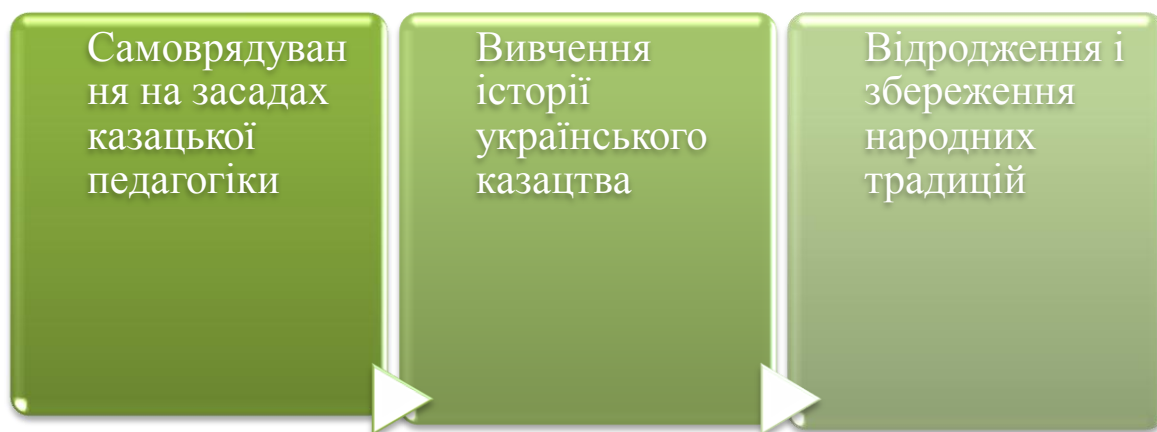 Самоврядуван
ня на засадах
казацької
педагогіки
Вивчення
історії
українського
казацтва
Відродження і
збереження
народних
традицій